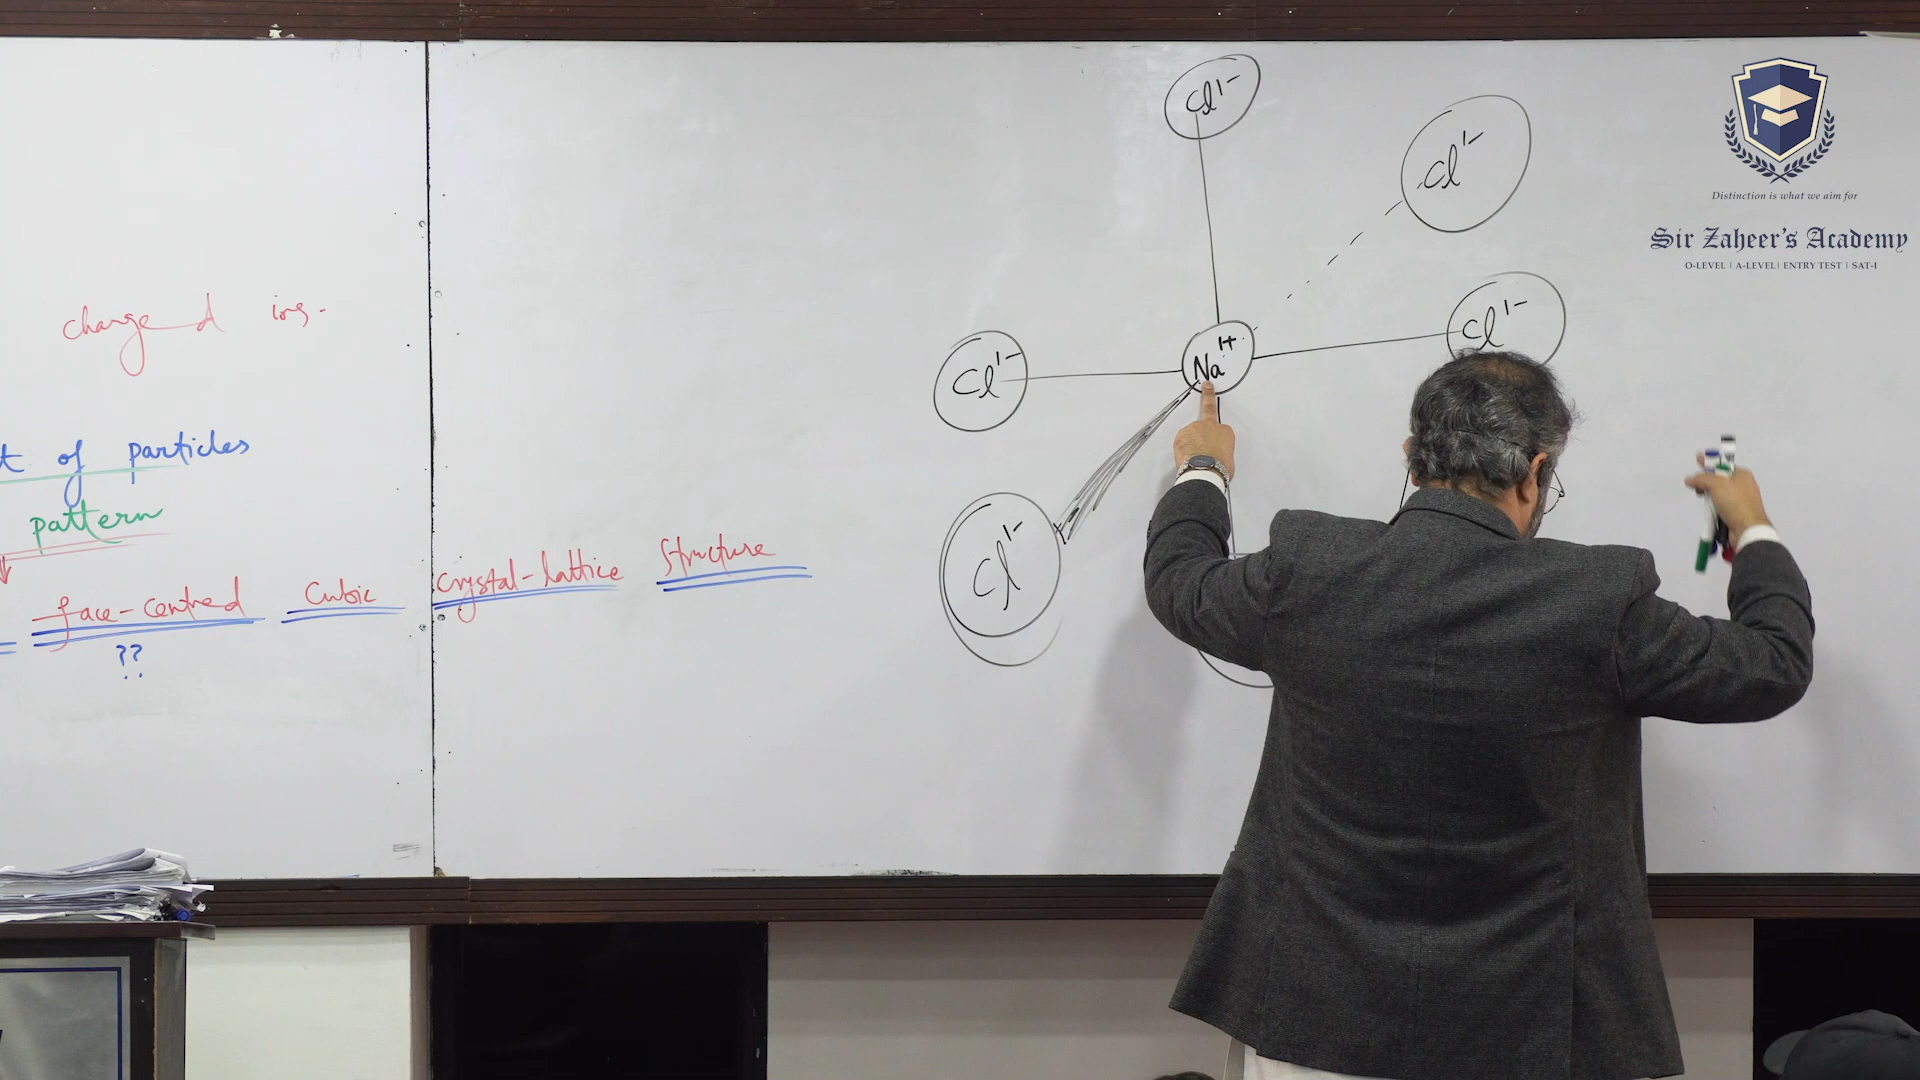 charged ions.
t of particles
pattern
face-centred cubic crystal-lattice structure
??
Cl1-
Cl1-
Cl1-
Na1+
Cl1-
Cl1-
Distinction is what we aim for
Sir Zaheer's Academy
O-LEVEL | A-LEVEL | ENTRY TEST | SAT-I